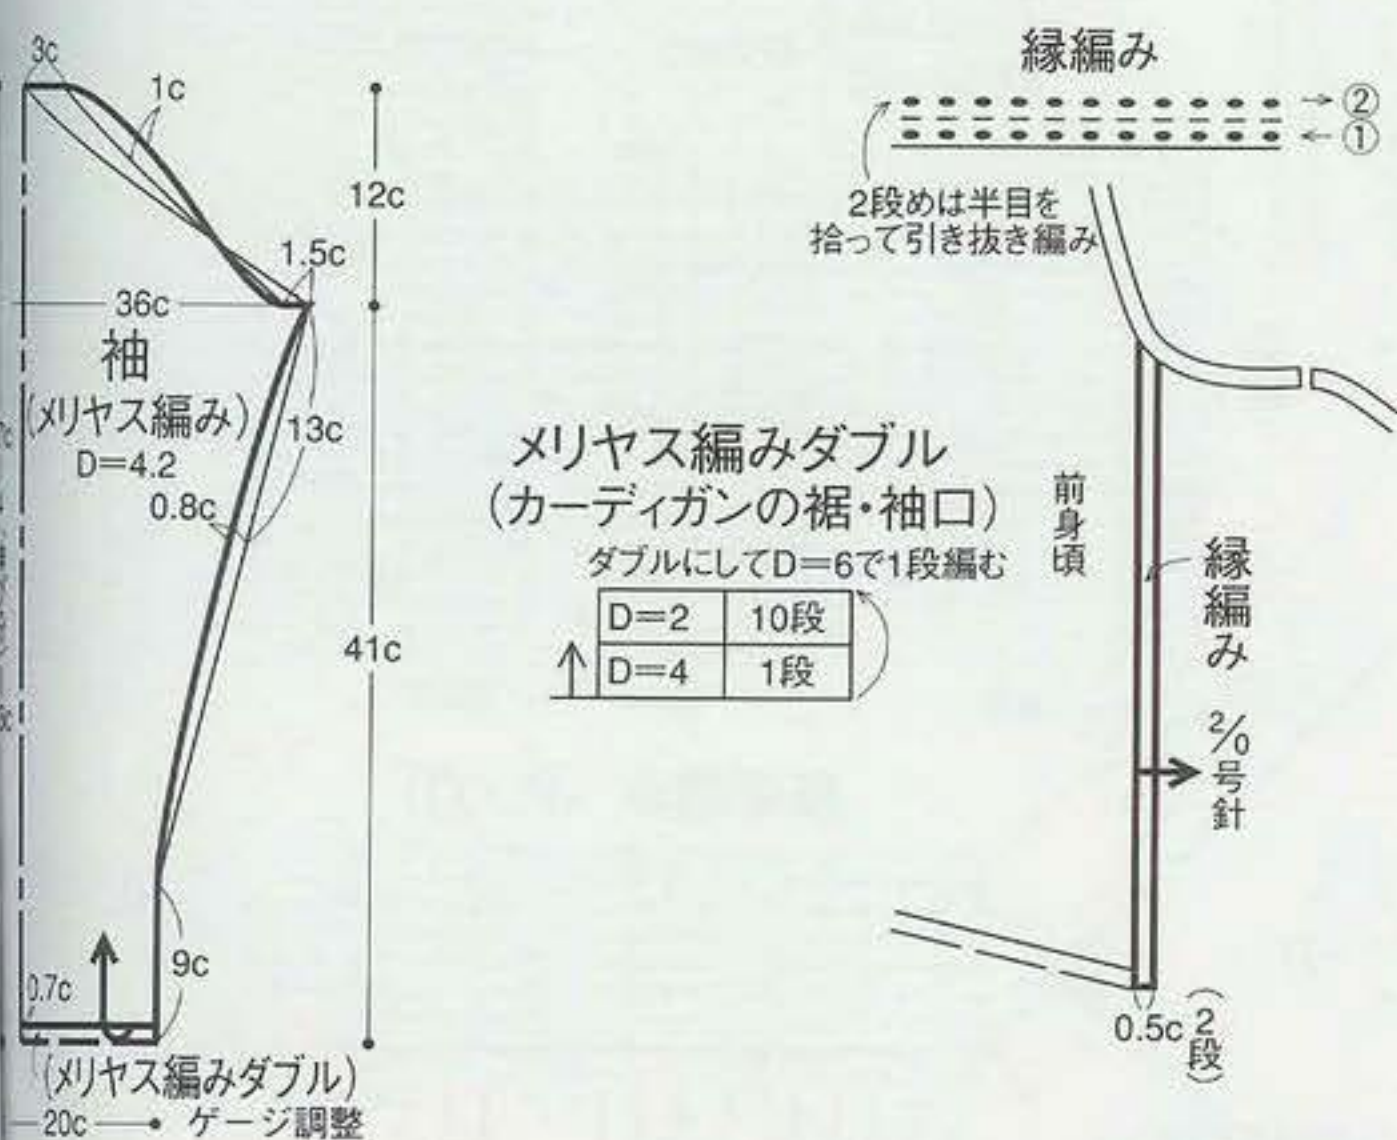 3c
1c
12c
1.5c
36c
袖
(メリヤス編み)
D=4.2
13c
0.8c
41c
9c
0.7c
(メリヤス編みダブル)
20c
ゲージ調整
縁編み
→②
←①
2段めは半目を
拾って引き抜き編み
メリヤス編みダブル
(カーディガンの裾・袖口)
ダブルにしてD=6で1段編む
D=2 10段
D=4 1段
前身頃
縁編み
2/0号針
0.5c(2段)